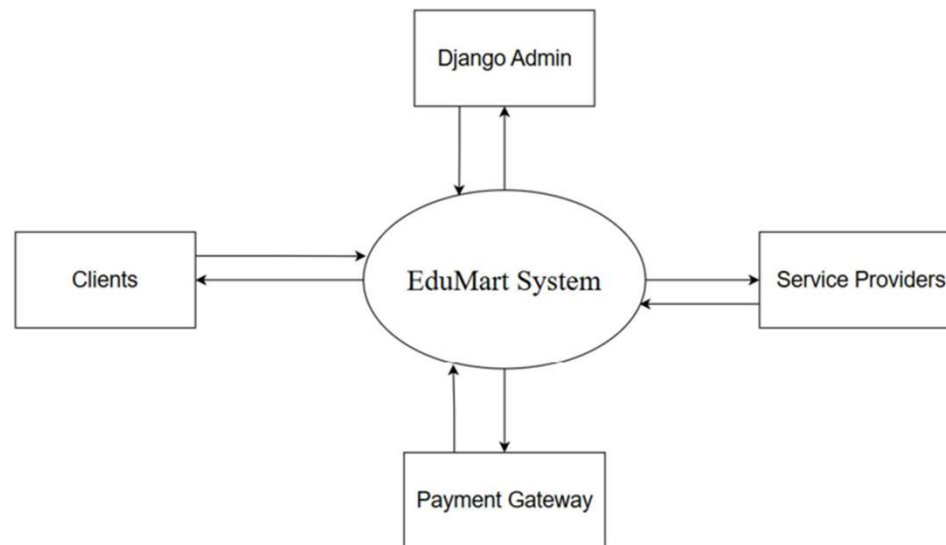 Django Admin
Clients
EduMart System
Service Providers
Payment Gateway